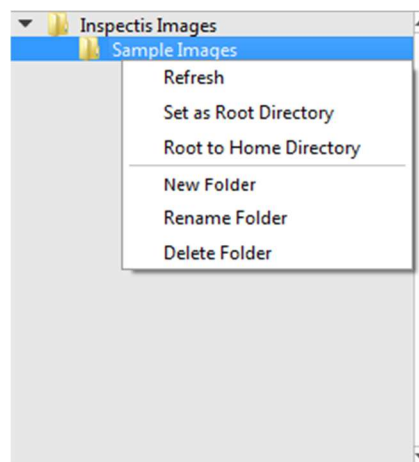 Inspectis Images
Sample Images
Refresh
Set as Root Directory
Root to Home Directory
New Folder
Rename Folder
Delete Folder